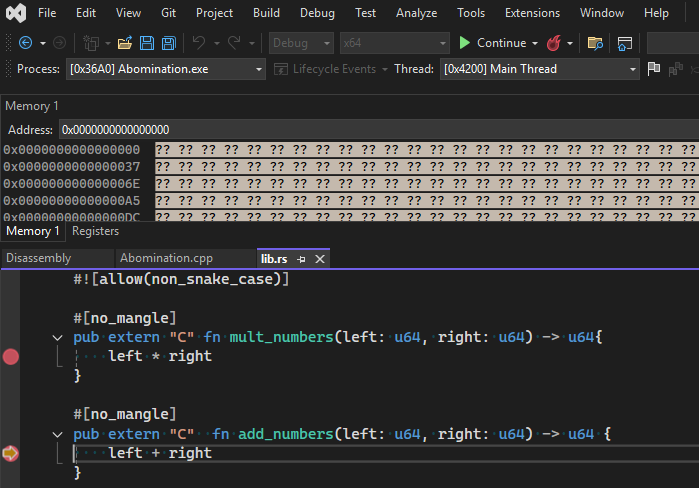 File Edit View Git Project Build Debug Test Analyze Tools Extensions Window Help
Debug x64 Continue
Process: [0x36A0] Abomination.exe Lifecycle Events Thread: [0x4200] Main Thread
Memory 1
Address: 0x0000000000000000
0x0000000000000000 ?? ?? ?? ?? ?? ?? ?? ?? ?? ?? ?? ?? ?? ?? ?? ?? ?? ?? ?? ?? ?? ?? ?? ??
0x0000000000000037 ?? ?? ?? ?? ?? ?? ?? ?? ?? ?? ?? ?? ?? ?? ?? ?? ?? ?? ?? ?? ?? ?? ?? ??
0x000000000000006E ?? ?? ?? ?? ?? ?? ?? ?? ?? ?? ?? ?? ?? ?? ?? ?? ?? ?? ?? ?? ?? ?? ?? ??
0x00000000000000A5 ?? ?? ?? ?? ?? ?? ?? ?? ?? ?? ?? ?? ?? ?? ?? ?? ?? ?? ?? ?? ?? ?? ?? ??
0x00000000000000DC ?? ?? ?? ?? ?? ?? ?? ?? ?? ?? ?? ?? ?? ?? ?? ?? ?? ?? ?? ?? ?? ?? ?? ??
Memory 1 Registers
Disassembly Abomination.cpp lib.rs
#![allow(non_snake_case)]
#[no_mangle]
pub extern "C" fn mult_numbers(left: u64, right: u64) -> u64{
left * right
}
#[no_mangle]
pub extern "C"  fn add_numbers(left: u64, right: u64) -> u64 {
left + right
}